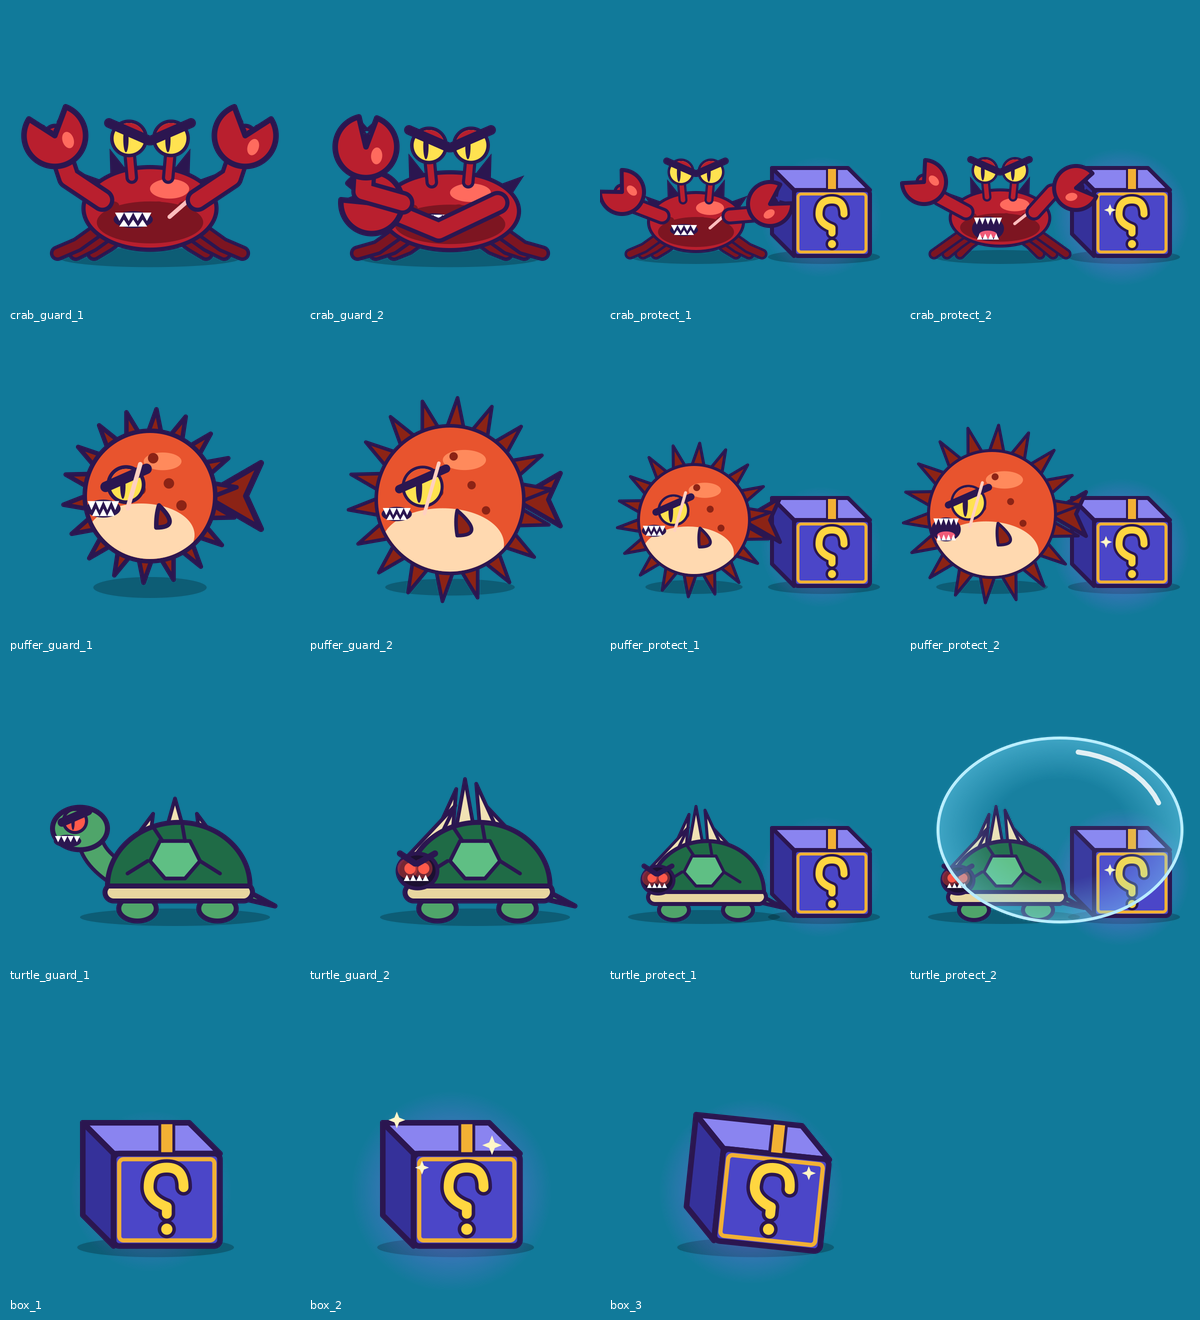 crab_guard_1
crab_guard_2
crab_protect_1
crab_protect_2
puffer_guard_1
puffer_guard_2
puffer_protect_1
puffer_protect_2
turtle_guard_1
turtle_guard_2
turtle_protect_1
turtle_protect_2
?
?
?
box_1
box_2
box_3